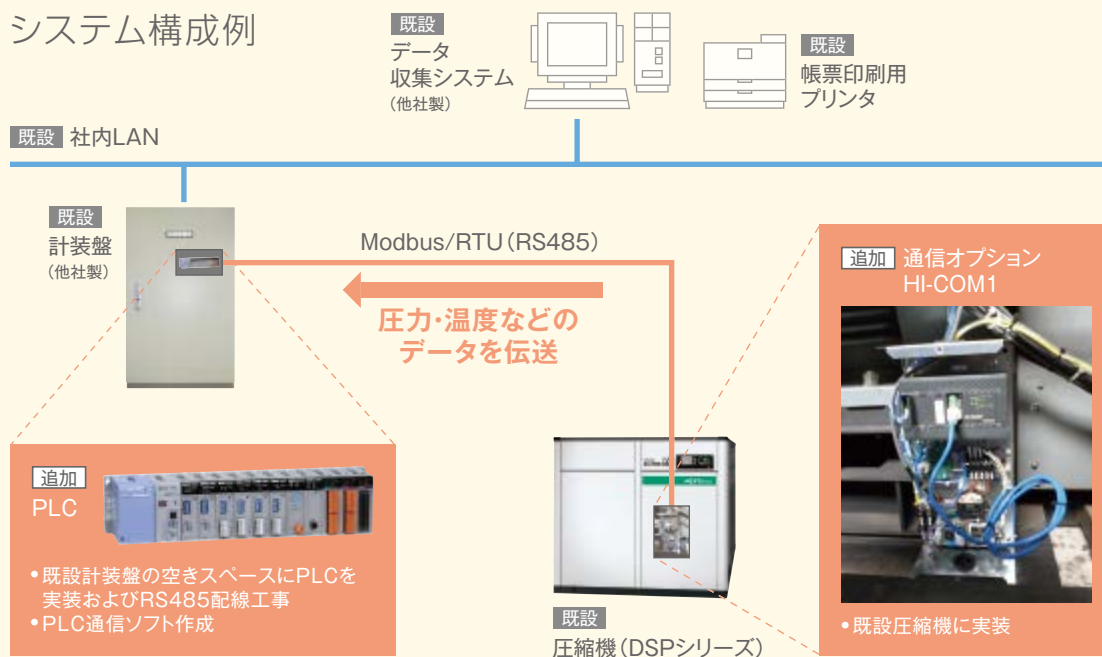 システム構成例
既設
データ
収集システム
(他社製)
既設
帳票印刷用
プリンタ
既設 社内LAN
既設
計装盤
(他社製)
Modbus/RTU(RS485)
圧力・温度などの
データを伝送
追加 通信オプション
HI-COM1
・既設圧縮機に実装
追加
PLC
・既設計装盤の空きスペースにPLCを
実装およびRS485配線工事
・PLC通信ソフト作成
既設
圧縮機(DSPシリーズ)